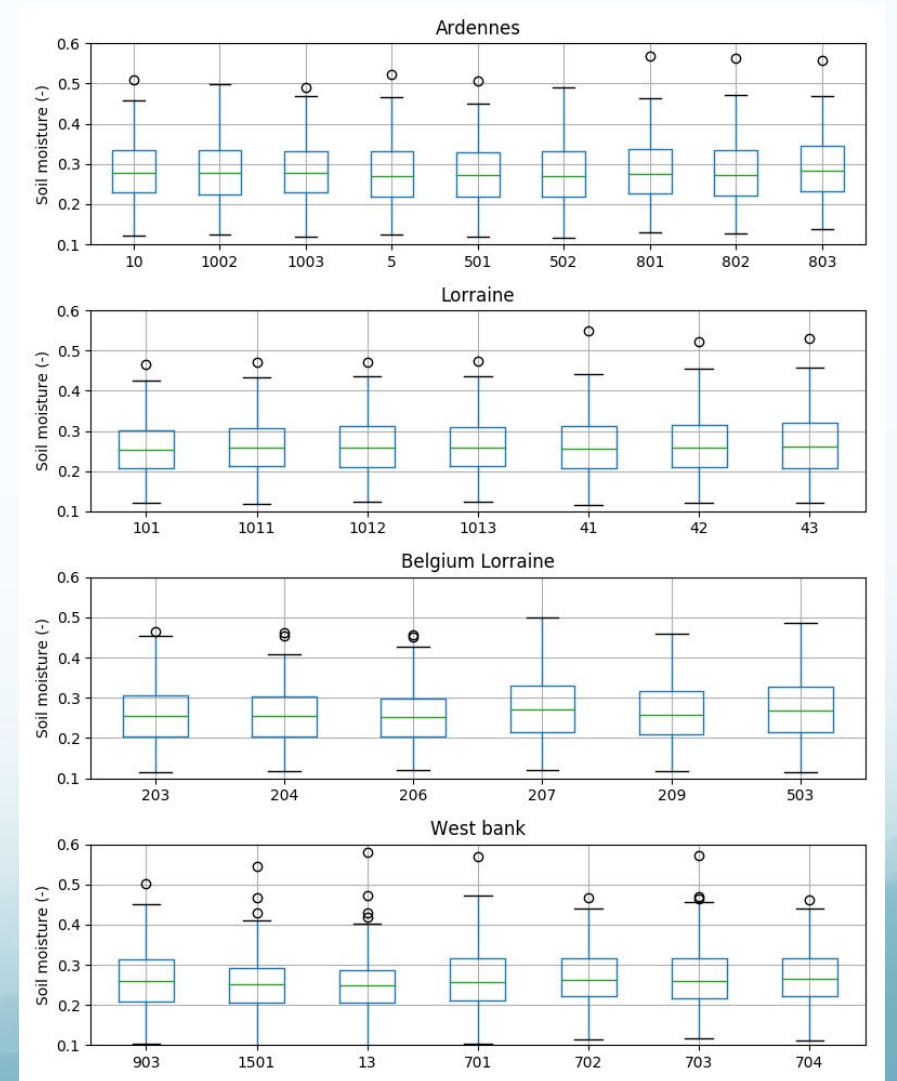 Ardennes
Soil moisture (-)
0.6
0.5
0.4
0.3
0.2
0.1
10 1002 1003 5 501 502 801 802 803
Lorraine
Soil moisture (-)
0.6
0.5
0.4
0.3
0.2
0.1
101 1011 1012 1013 41 42 43
Belgium Lorraine
Soil moisture (-)
0.6
0.5
0.4
0.3
0.2
0.1
203 204 206 207 209 503
West bank
Soil moisture (-)
0.6
0.5
0.4
0.3
0.2
0.1
903 1501 13 701 702 703 704